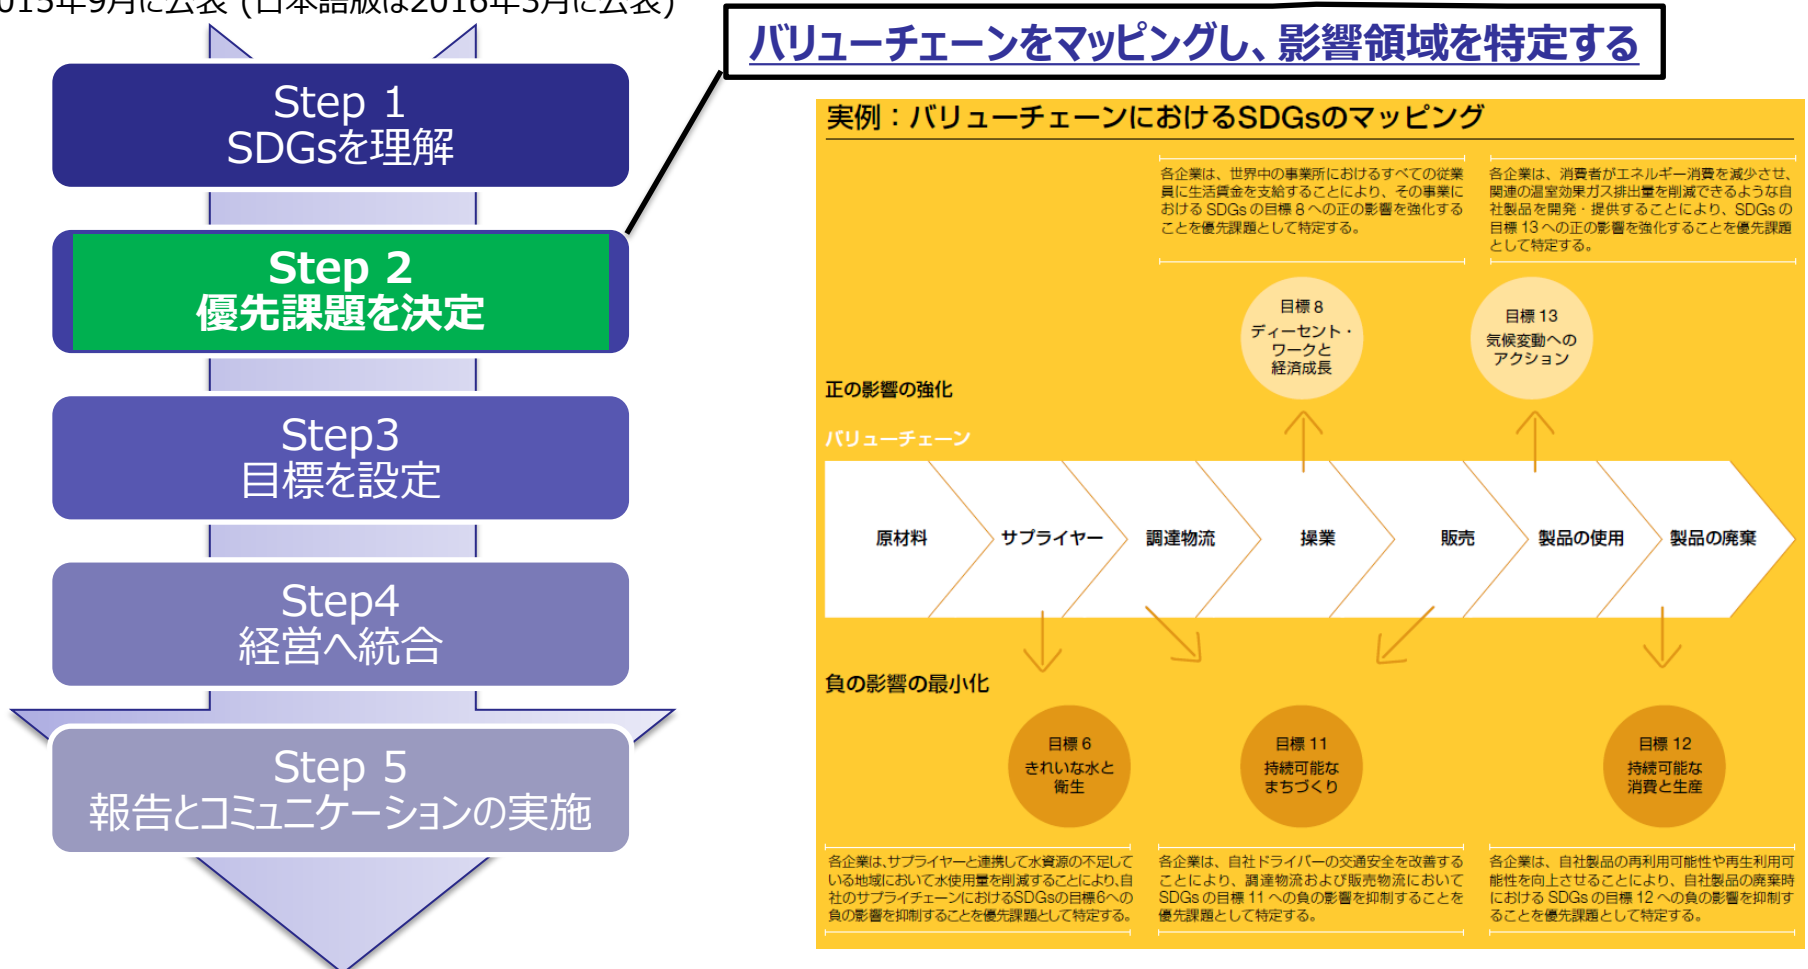 015年9月に公表 (日本語版は2016年3月に公表)
バリューチェーンをマッピングし、影響領域を特定する
Step 1
SDGsを理解
Step 2
優先課題を決定
Step3
目標を設定
Step4
経営へ統合
Step 5
報告とコミュニケーションの実施
実例：バリューチェーンにおけるSDGsのマッピング
各企業は、世界中の事業所におけるすべての従業
員に生活賃金を支給することにより、その事業に
おける SDGs の目標 8 への正の影響を強化する
ことを優先課題として特定する。
各企業は、消費者がエネルギー消費を減少させ、
関連の温室効果ガス排出量を削減できるような自
社製品を開発・提供することにより、SDGs の
目標 13 への正の影響を強化することを優先課題
として特定する。
目標 8
ディーセント・
ワークと
経済成長
目標 13
気候変動への
アクション
正の影響の強化
バリューチェーン
原材料
サプライヤー
調達物流
操業
販売
製品の使用
製品の廃棄
負の影響の最小化
目標 6
きれいな水と
衛生
目標 11
持続可能な
まちづくり
目標 12
持続可能な
消費と生産
各企業は、サプライヤーと連携して水資源の不足して
いる地域において水使用量を削減することにより、自
社のサプライチェーンにおけるSDGsの目標6への
負の影響を抑制することを優先課題として特定する。
各企業は、自社ドライバーの交通安全を改善する
ことにより、調達物流および販売物流において
SDGs の目標 11 への負の影響を抑制することを
優先課題として特定する。
各企業は、自社製品の再利用可能性や再生利用可
能性を向上させることにより、自社製品の廃棄時
における SDGs の目標 12 への負の影響を抑制す
ることを優先課題として特定する。